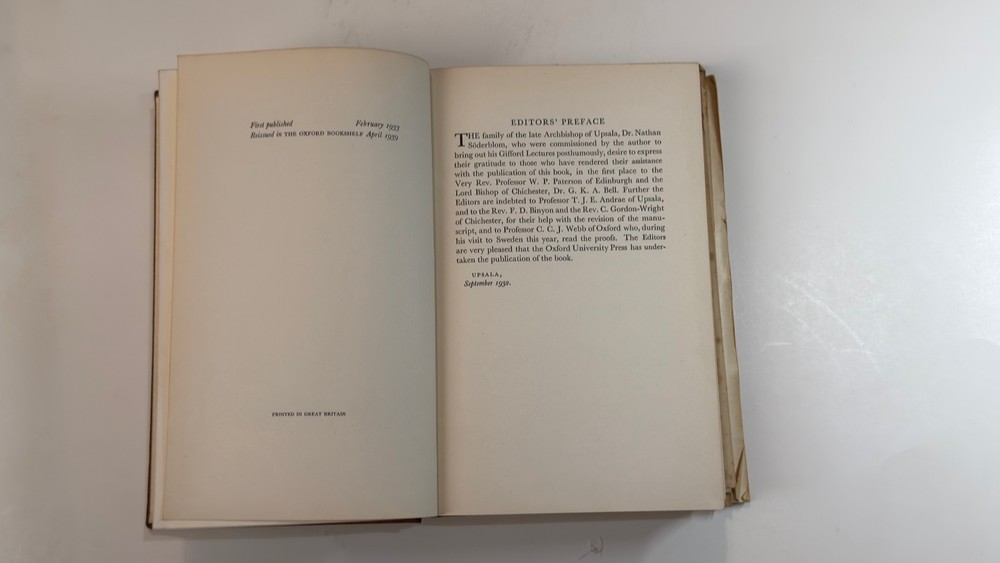 First published February 1933
Reissued in THE OXFORD BOOKSHELF April 1939
PRINTED IN GREAT BRITAIN
EDITORS' PREFACE
THE family of the late Archbishop of Upsala, Dr. Nathan
Söderblom, who were commissioned by the author to
bring out his Gifford Lectures posthumously, desire to express
their gratitude to those who have rendered their assistance
with the publication of this book, in the first place to the
Very Rev. Professor W. P. Paterson of Edinburgh and the
Lord Bishop of Chichester, Dr. G. K. A. Bell. Further the
Editors are indebted to Professor T. J. E. Andrae of Upsala,
and to the Rev. F. D. Binyon and the Rev. C. Gordon-Wright
of Chichester, for their help with the revision of the manu-
script, and to Professor C. C. J. Webb of Oxford who, during
his visit to Sweden this year, read the proofs. The Editors
are very pleased that the Oxford University Press has under-
taken the publication of the book.
UPSALA,
September 1932.